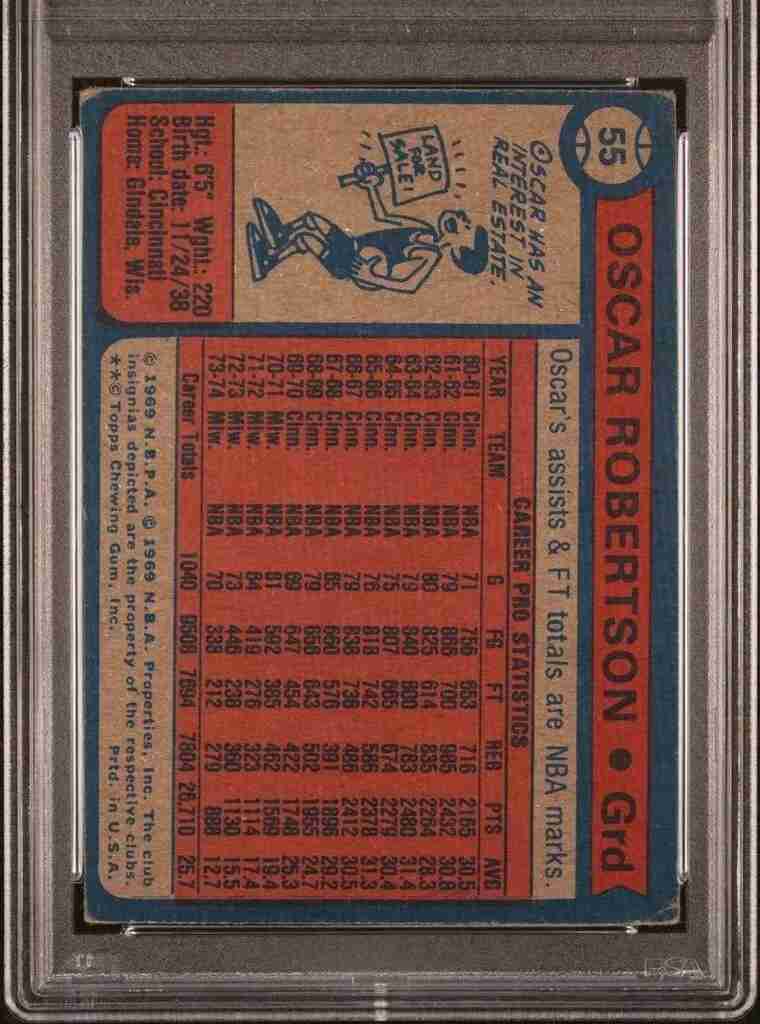 55
OSCAR ROBERTSON • Grd
OSCAR HAS AN
INTEREST IN
REAL ESTATE.
LAND
FOR
SALE!
Hgt.: 6'5" Wght.: 220
Birth date: 11/24/38
School: Cincinnati
Home: Glndale, Wis.
Oscar's assists & FT totals are NBA marks.
CAREER PRO STATISTICS
YEAR TEAM G FG FT REB PTS AVG
60-61 Cinn. NBA 71 756 653 716 2165 30.5
61-62 Cinn. NBA 79 866 700 985 2432 30.8
62-63 Cinn. NBA 80 825 614 835 2264 28.3
63-64 Cinn. NBA 79 840 800 783 2480 31.4
64-65 Cinn. NBA 75 807 665 674 2279 30.4
65-66 Cinn. NBA 76 818 742 586 2378 31.3
66-67 Cinn. NBA 79 838 736 486 2412 30.5
67-68 Cinn. NBA 65 660 576 391 1896 29.2
68-69 Cinn. NBA 79 656 643 502 1955 24.7
69-70 Cinn. NBA 69 647 454 422 1748 25.3
70-71 Mlw. NBA 81 592 385 462 1569 19.4
71-72 Mlw. NBA 64 419 276 323 1114 17.4
72-73 Mlw. NBA 73 446 238 360 1130 15.5
73-74 Mlw. NBA 70 338 212 279 888 12.7
Career Totals 1040 9508 7694 7804 26,710 25.7
© 1969 N.B.P.A. © 1969 N.B.A. Properties, Inc. The club
insignias depicted are the property of the respective clubs.
**© Topps Chewing Gum, Inc. Prtd. in U.S.A.
PSA